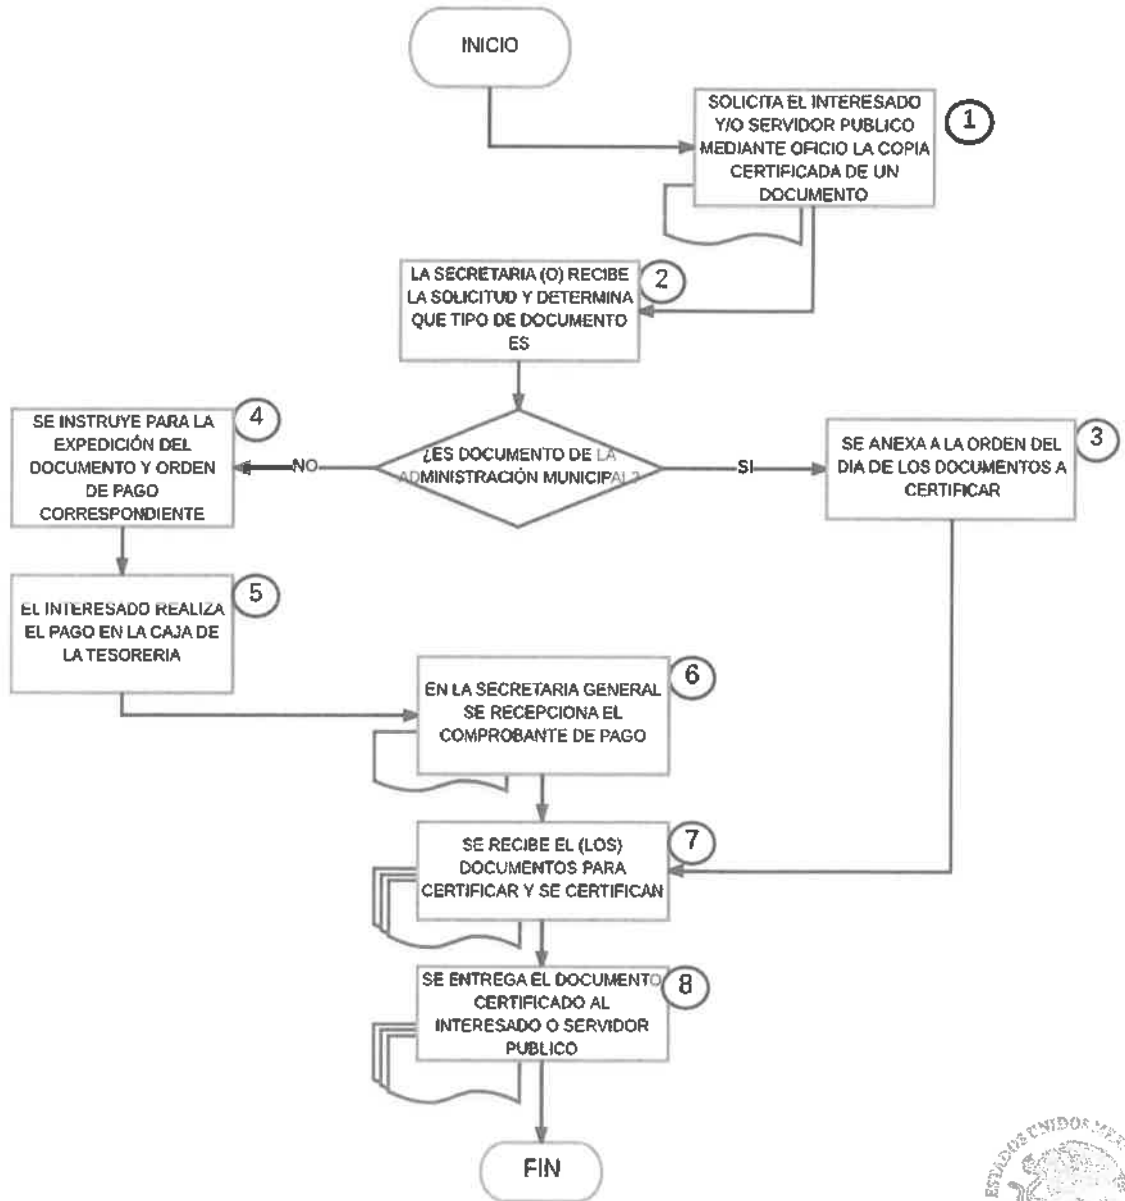 INICIO
SOLICITA EL INTERESADO
Y/O SERVIDOR PUBLICO
MEDIANTE OFICIO LA COPIA
CERTIFICADA DE UN
DOCUMENTO
1
LA SECRETARIA (O) RECIBE
LA SOLICITUD Y DETERMINA
QUE TIPO DE DOCUMENTO
ES
2
¿ES DOCUMENTO DE LA
ADMINISTRACIÓN MUNICIPAL?
NO
SI
SE ANEXA A LA ORDEN DEL
DIA DE LOS DOCUMENTOS A
CERTIFICAR
3
SE INSTRUYE PARA LA
EXPEDICIÓN DEL
DOCUMENTO Y ORDEN
DE PAGO
CORRESPONDIENTE
4
EL INTERESADO REALIZA
EL PAGO EN LA CAJA DE
LA TESORERIA
5
EN LA SECRETARIA GENERAL
SE RECEPCIONA EL
COMPROBANTE DE PAGO
6
SE RECIBE EL (LOS)
DOCUMENTOS PARA
CERTIFICAR Y SE CERTIFICAN
7
SE ENTREGA EL DOCUMENTO
CERTIFICADO AL
INTERESADO O SERVIDOR
PUBLICO
8
FIN
ESTADOS UNIDOS